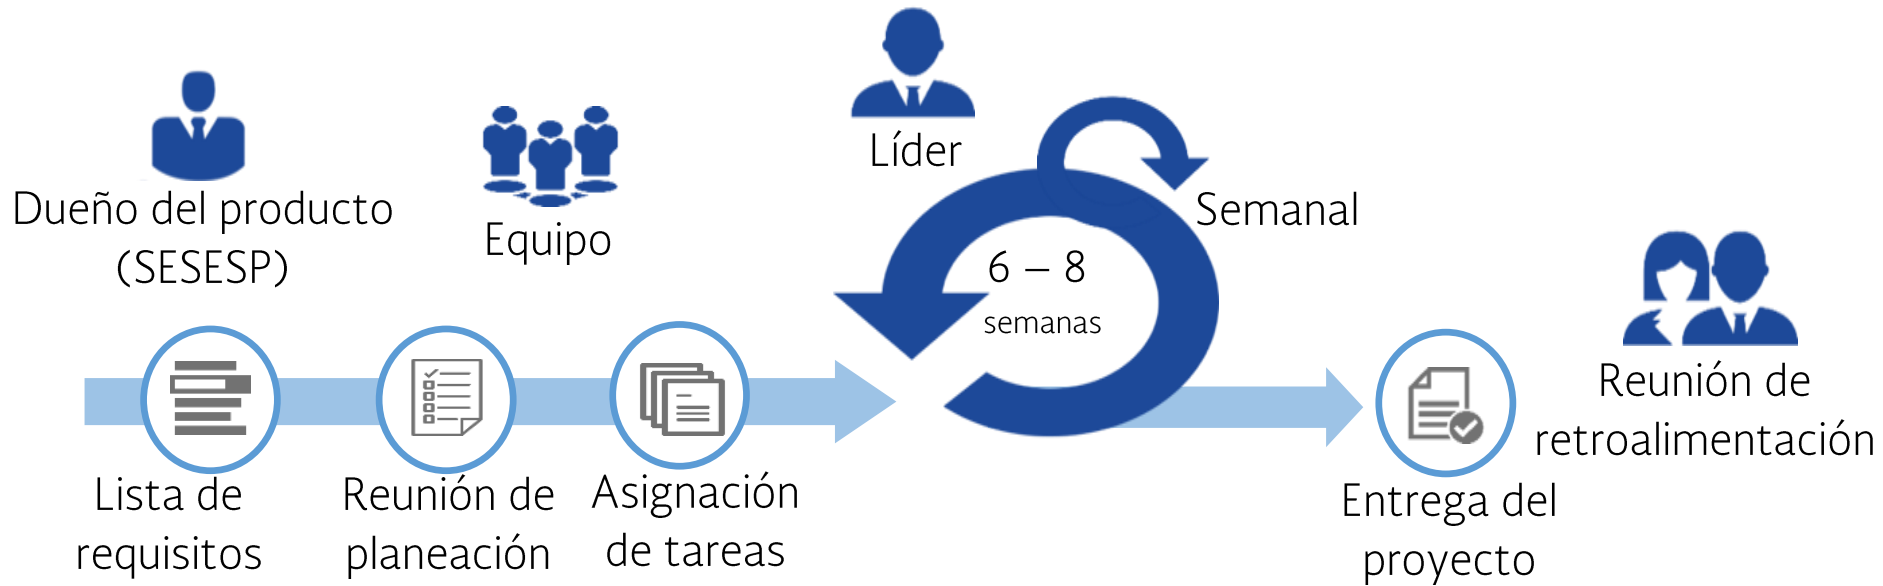 Dueño del producto
(SESESP)
Equipo
Líder
Semanal
6 – 8
semanas
Lista de
requisitos
Reunión de
planeación
Asignación
de tareas
Entrega del
proyecto
Reunión de
retroalimentación